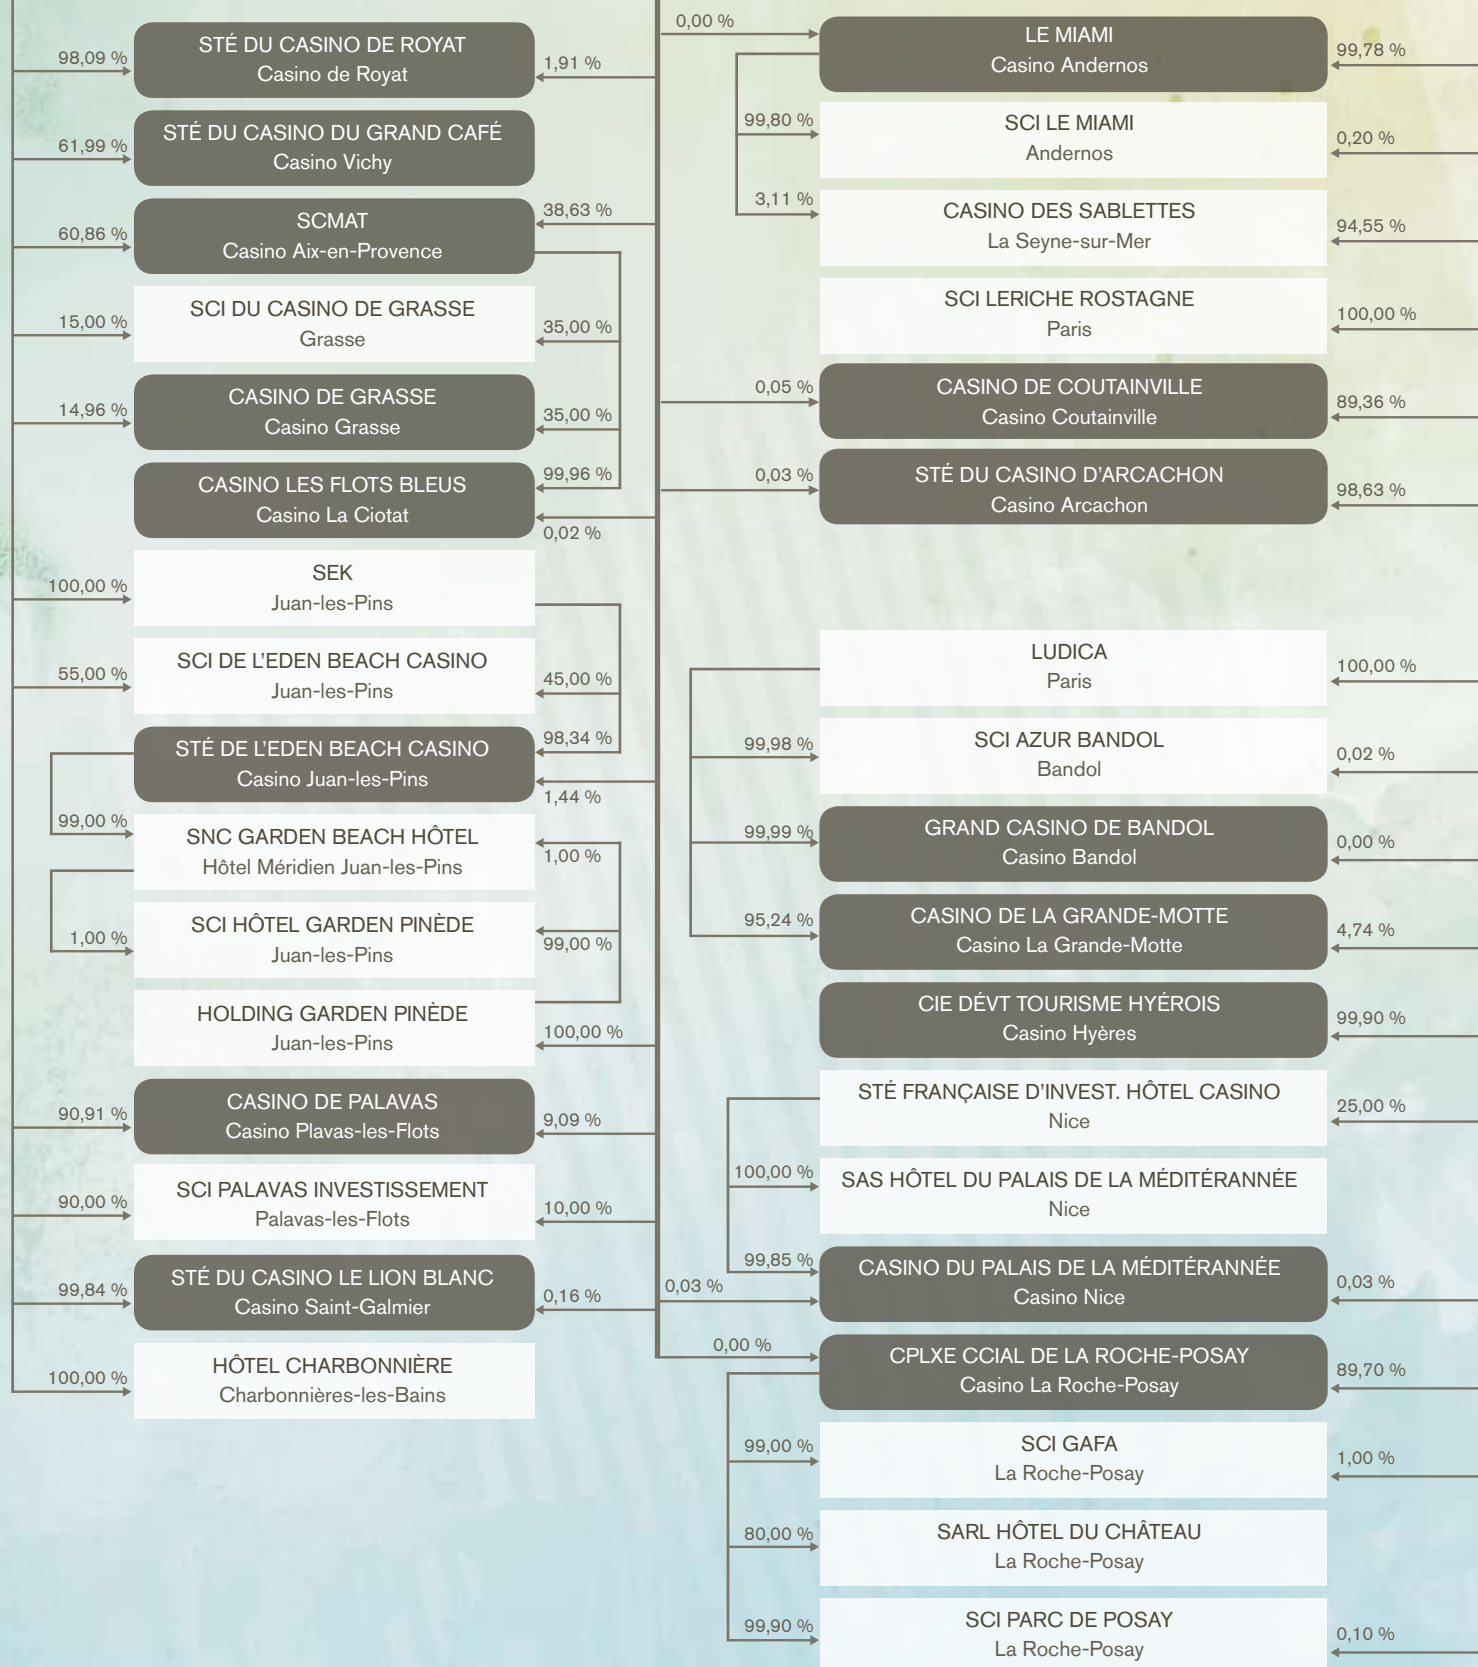 98,09 %
STÉ DU CASINO DE ROYAT
Casino de Royat
1,91 %
61,99 %
STÉ DU CASINO DU GRAND CAFÉ
Casino Vichy
60,86 %
SCMAT
Casino Aix-en-Provence
38,63 %
15,00 %
SCI DU CASINO DE GRASSE
Grasse
35,00 %
14,96 %
CASINO DE GRASSE
Casino Grasse
35,00 %
CASINO LES FLOTS BLEUS
Casino La Ciotat
99,96 %
0,02 %
100,00 %
SEK
Juan-les-Pins
55,00 %
SCI DE L'EDEN BEACH CASINO
Juan-les-Pins
45,00 %
STÉ DE L'EDEN BEACH CASINO
Casino Juan-les-Pins
98,34 %
1,44 %
99,00 %
SNC GARDEN BEACH HÔTEL
Hôtel Méridien Juan-les-Pins
1,00 %
1,00 %
SCI HÔTEL GARDEN PINÈDE
Juan-les-Pins
99,00 %
HOLDING GARDEN PINÈDE
Juan-les-Pins
100,00 %
90,91 %
CASINO DE PALAVAS
Casino Plavas-les-Flots
9,09 %
90,00 %
SCI PALAVAS INVESTISSEMENT
Palavas-les-Flots
10,00 %
99,84 %
STÉ DU CASINO LE LION BLANC
Casino Saint-Galmier
0,16 %
100,00 %
HÔTEL CHARBONNIÈRE
Charbonnières-les-Bains
0,00 %
LE MIAMI
Casino Andernos
99,78 %
99,80 %
SCI LE MIAMI
Andernos
0,20 %
3,11 %
CASINO DES SABLETTES
La Seyne-sur-Mer
94,55 %
SCI LERICHE ROSTAGNE
Paris
100,00 %
0,05 %
CASINO DE COUTAINVILLE
Casino Coutainville
89,36 %
0,03 %
STÉ DU CASINO D'ARCACHON
Casino Arcachon
98,63 %
LUDICA
Paris
100,00 %
99,98 %
SCI AZUR BANDOL
Bandol
0,02 %
99,99 %
GRAND CASINO DE BANDOL
Casino Bandol
0,00 %
95,24 %
CASINO DE LA GRANDE-MOTTE
Casino La Grande-Motte
4,74 %
CIE DÉVT TOURISME HYÉROIS
Casino Hyères
99,90 %
STÉ FRANÇAISE D'INVEST. HÔTEL CASINO
Nice
25,00 %
100,00 %
SAS HÔTEL DU PALAIS DE LA MÉDITÉRANNÉE
Nice
99,85 %
0,03 %
CASINO DU PALAIS DE LA MÉDITÉRANNÉE
Casino Nice
0,03 %
0,00 %
CPLXE CCIAL DE LA ROCHE-POSAY
Casino La Roche-Posay
89,70 %
99,00 %
SCI GAFA
La Roche-Posay
1,00 %
80,00 %
SARL HÔTEL DU CHÂTEAU
La Roche-Posay
99,90 %
SCI PARC DE POSAY
La Roche-Posay
0,10 %